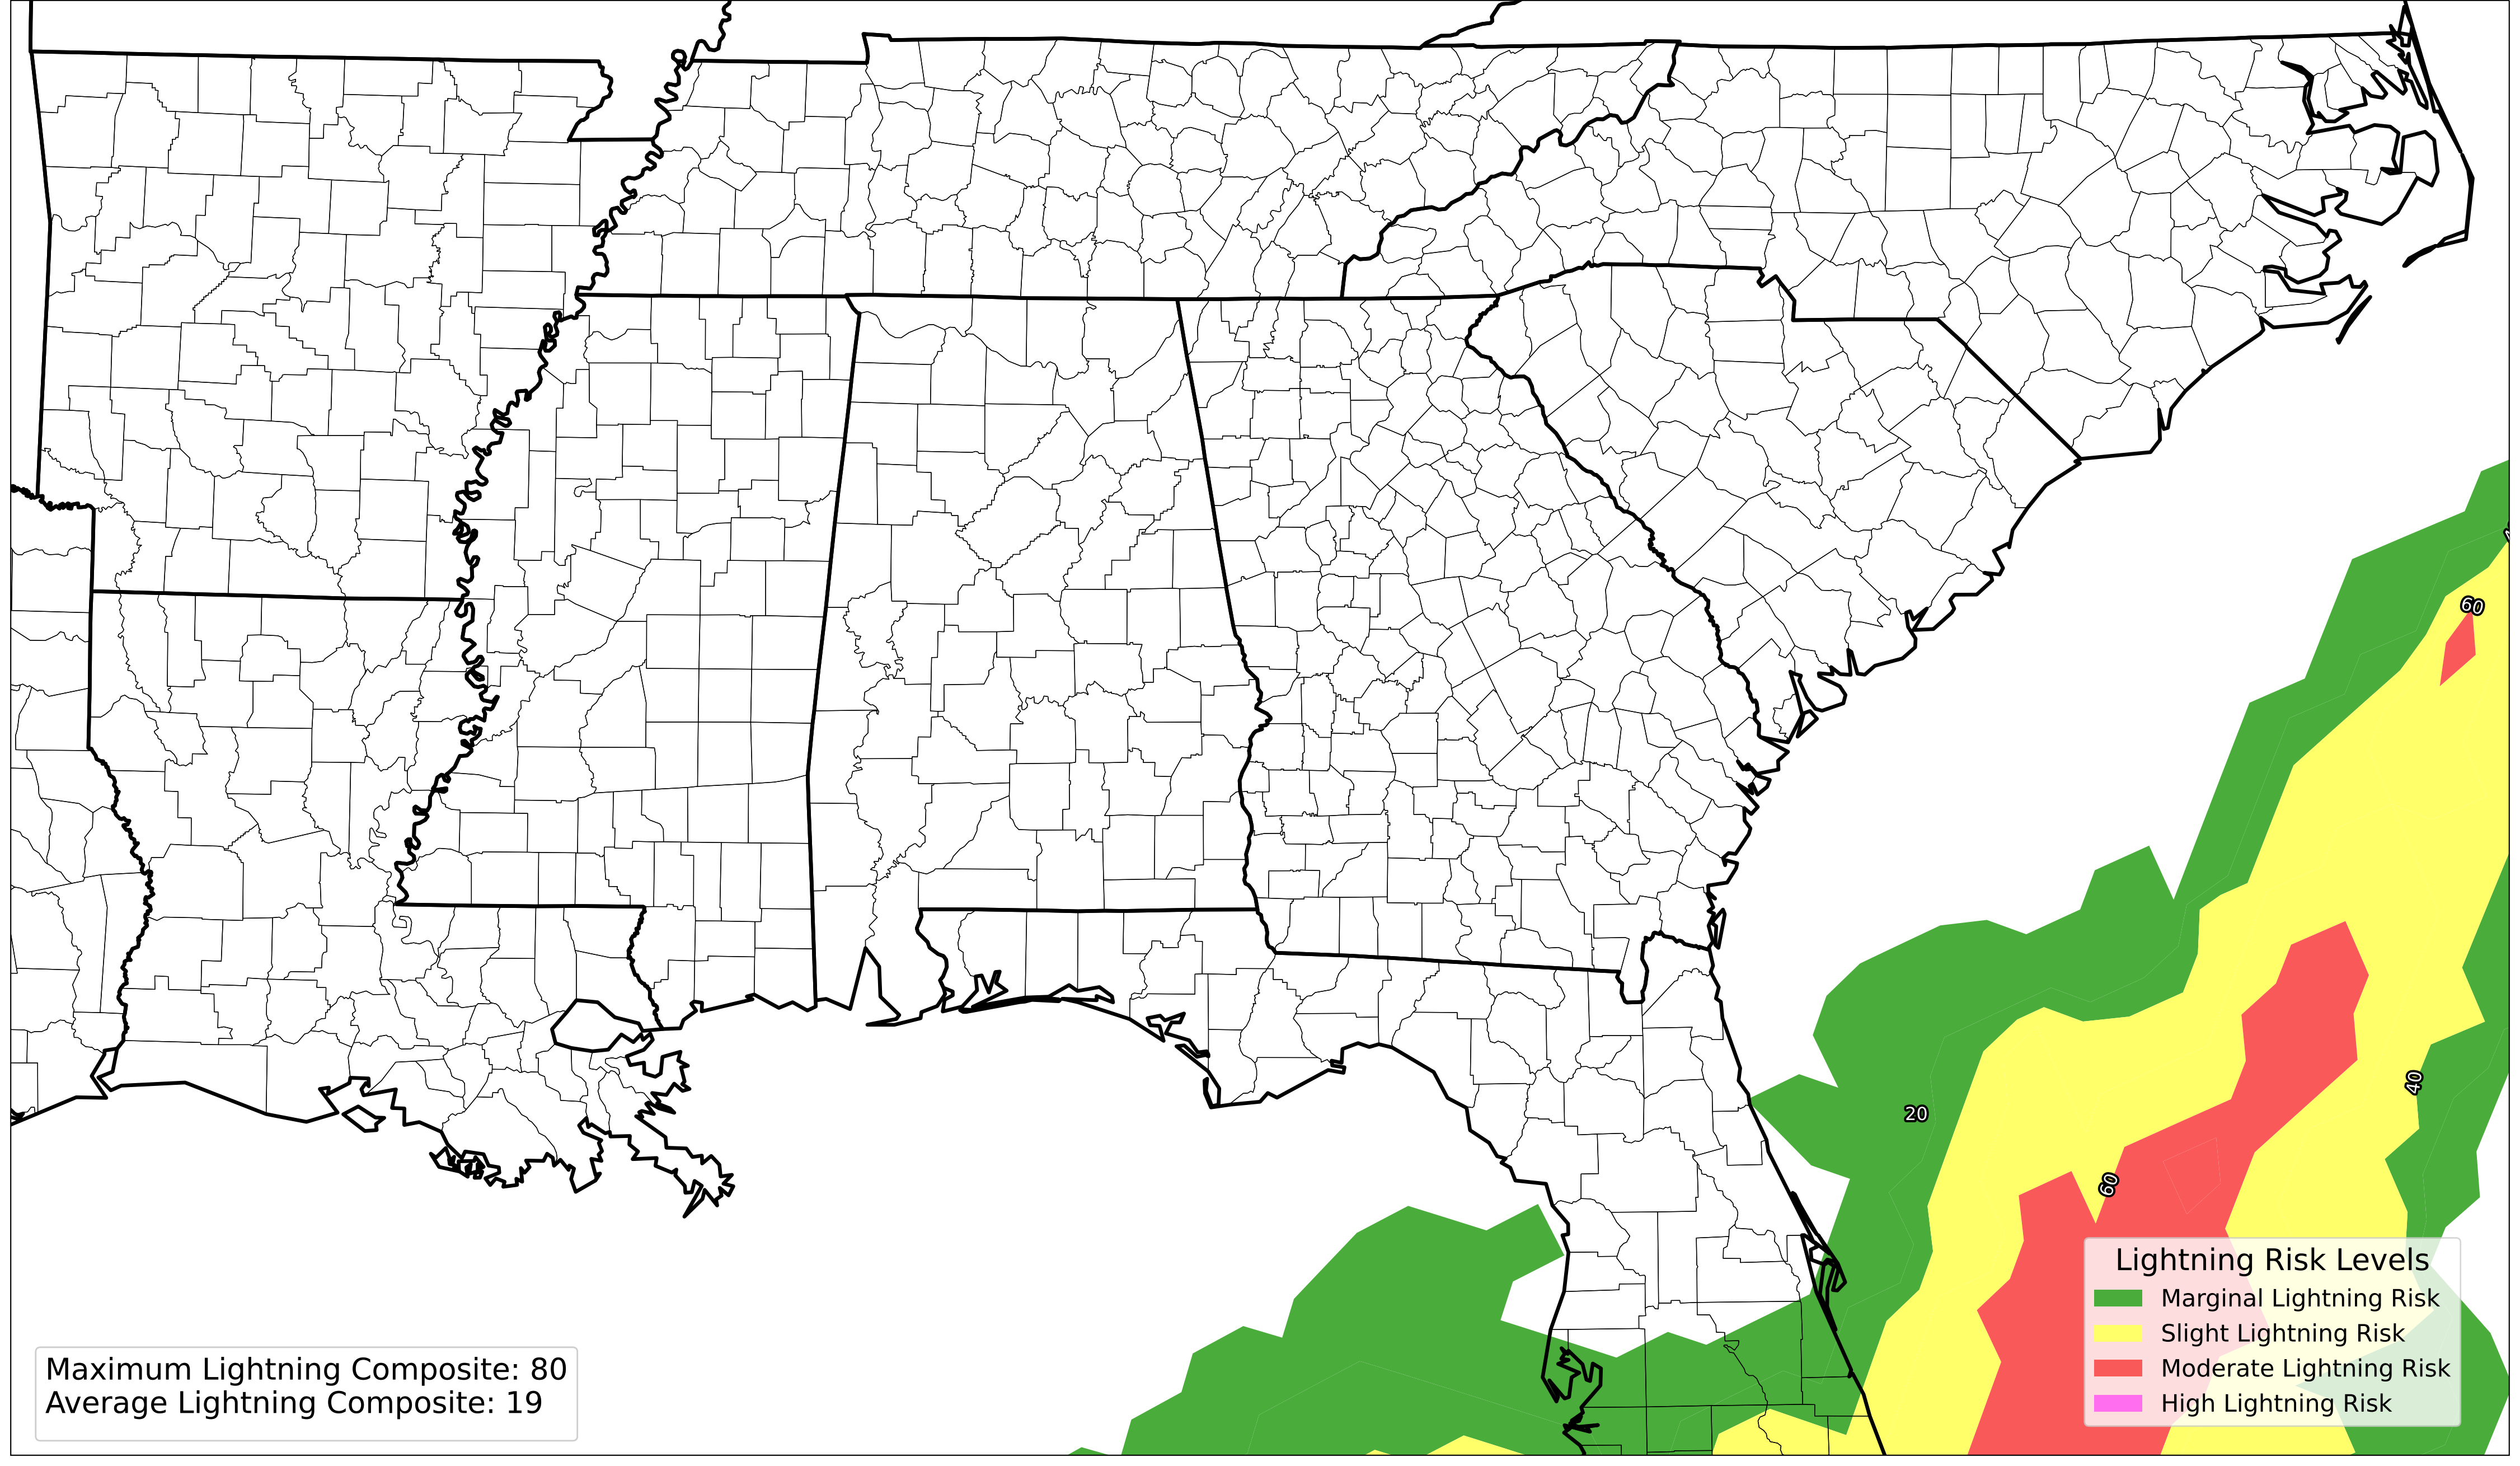 60
40
20
60
Lightning Risk Levels
Marginal Lightning Risk
Slight Lightning Risk
Moderate Lightning Risk
High Lightning Risk
Maximum Lightning Composite: 80
Average Lightning Composite: 19